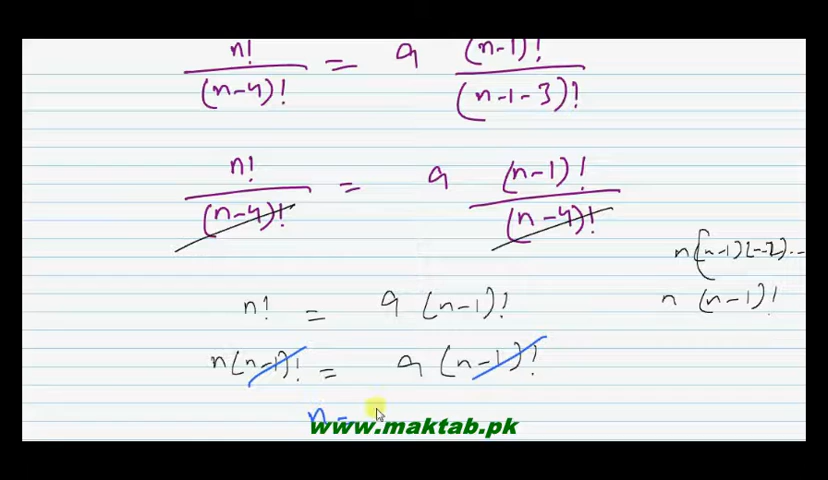 n! / (n-4)! = 9 (n-1)! / (n-1-3)!
n! / (n-4)! = 9 (n-1)! / (n-4)!
n(n-1)(n-2)...
n (n-1)!
n! = 9 (n-1)!
n(n-1)! = 9 (n-1)!
n =
www.maktab.pk